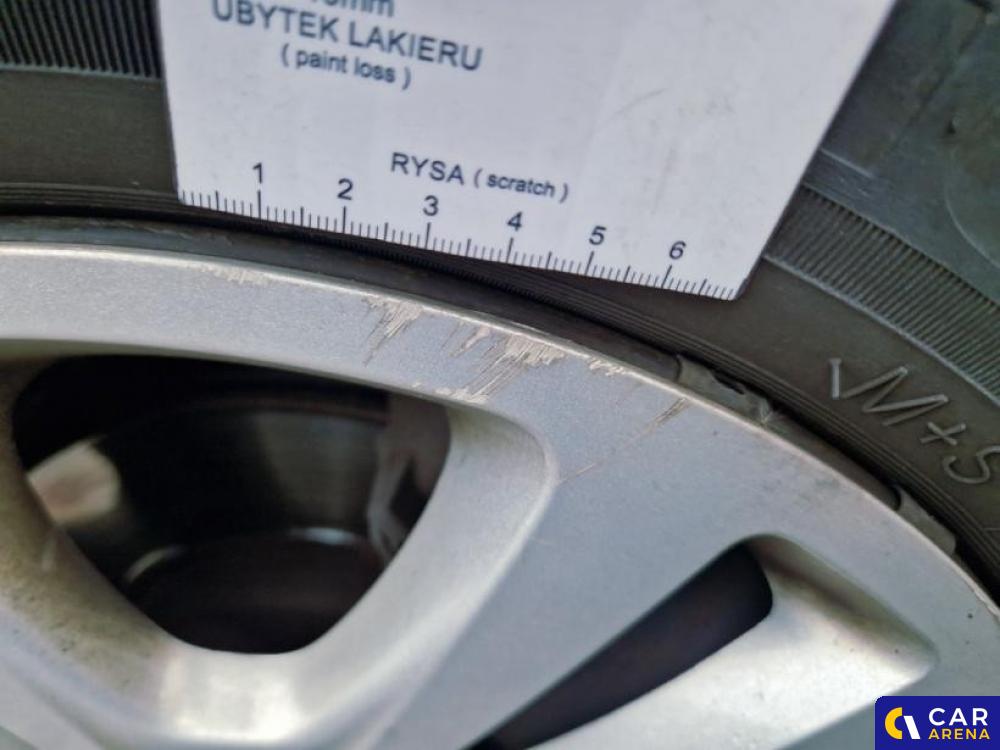 UBYTEK LAKIERU
( paint loss )
RYSA ( scratch )
1 2 3 4 5 6
M+S
CAR
ARENA